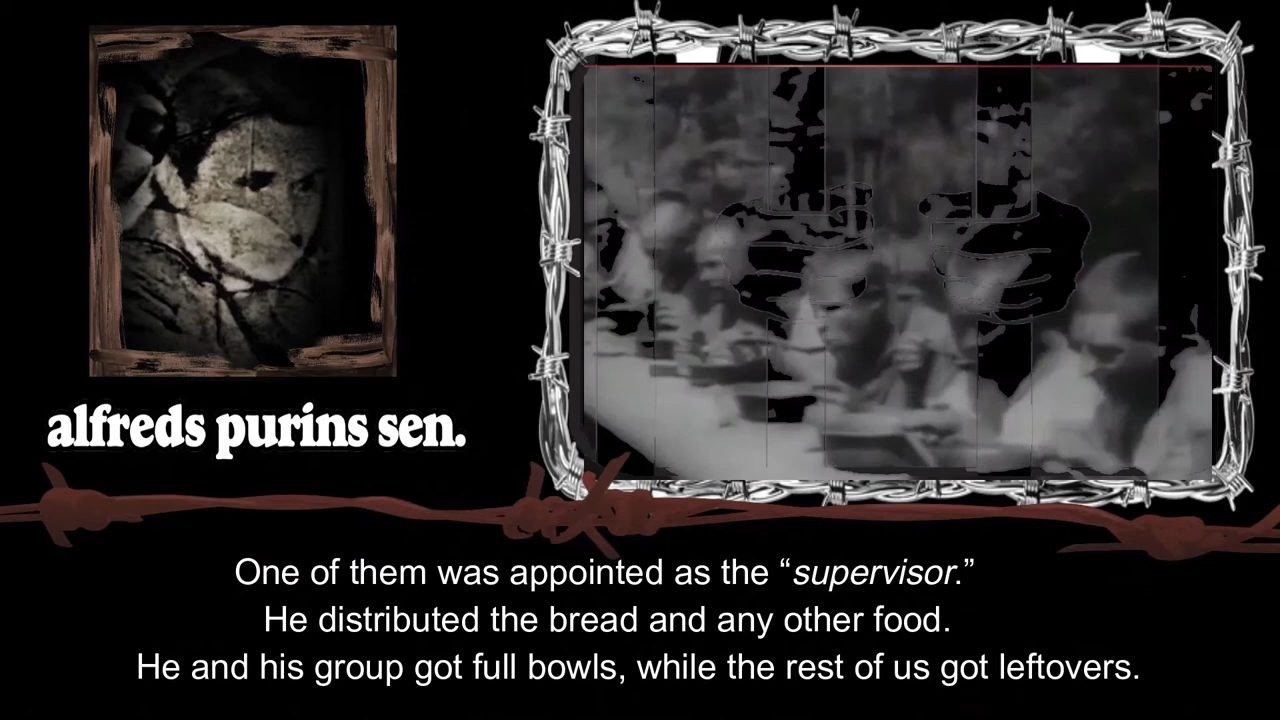 alfreds purins sen.
One of them was appointed as the “supervisor.”
He distributed the bread and any other food.
He and his group got full bowls, while the rest of us got leftovers.